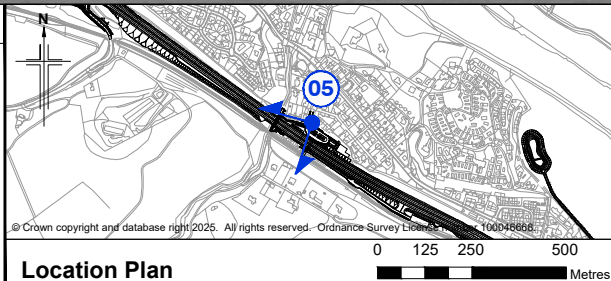 N
05
© Crown copyright and database right 2025. All rights reserved. Ordnance Survey License Number 100046668.
Location Plan
0 125 250 500
Metres